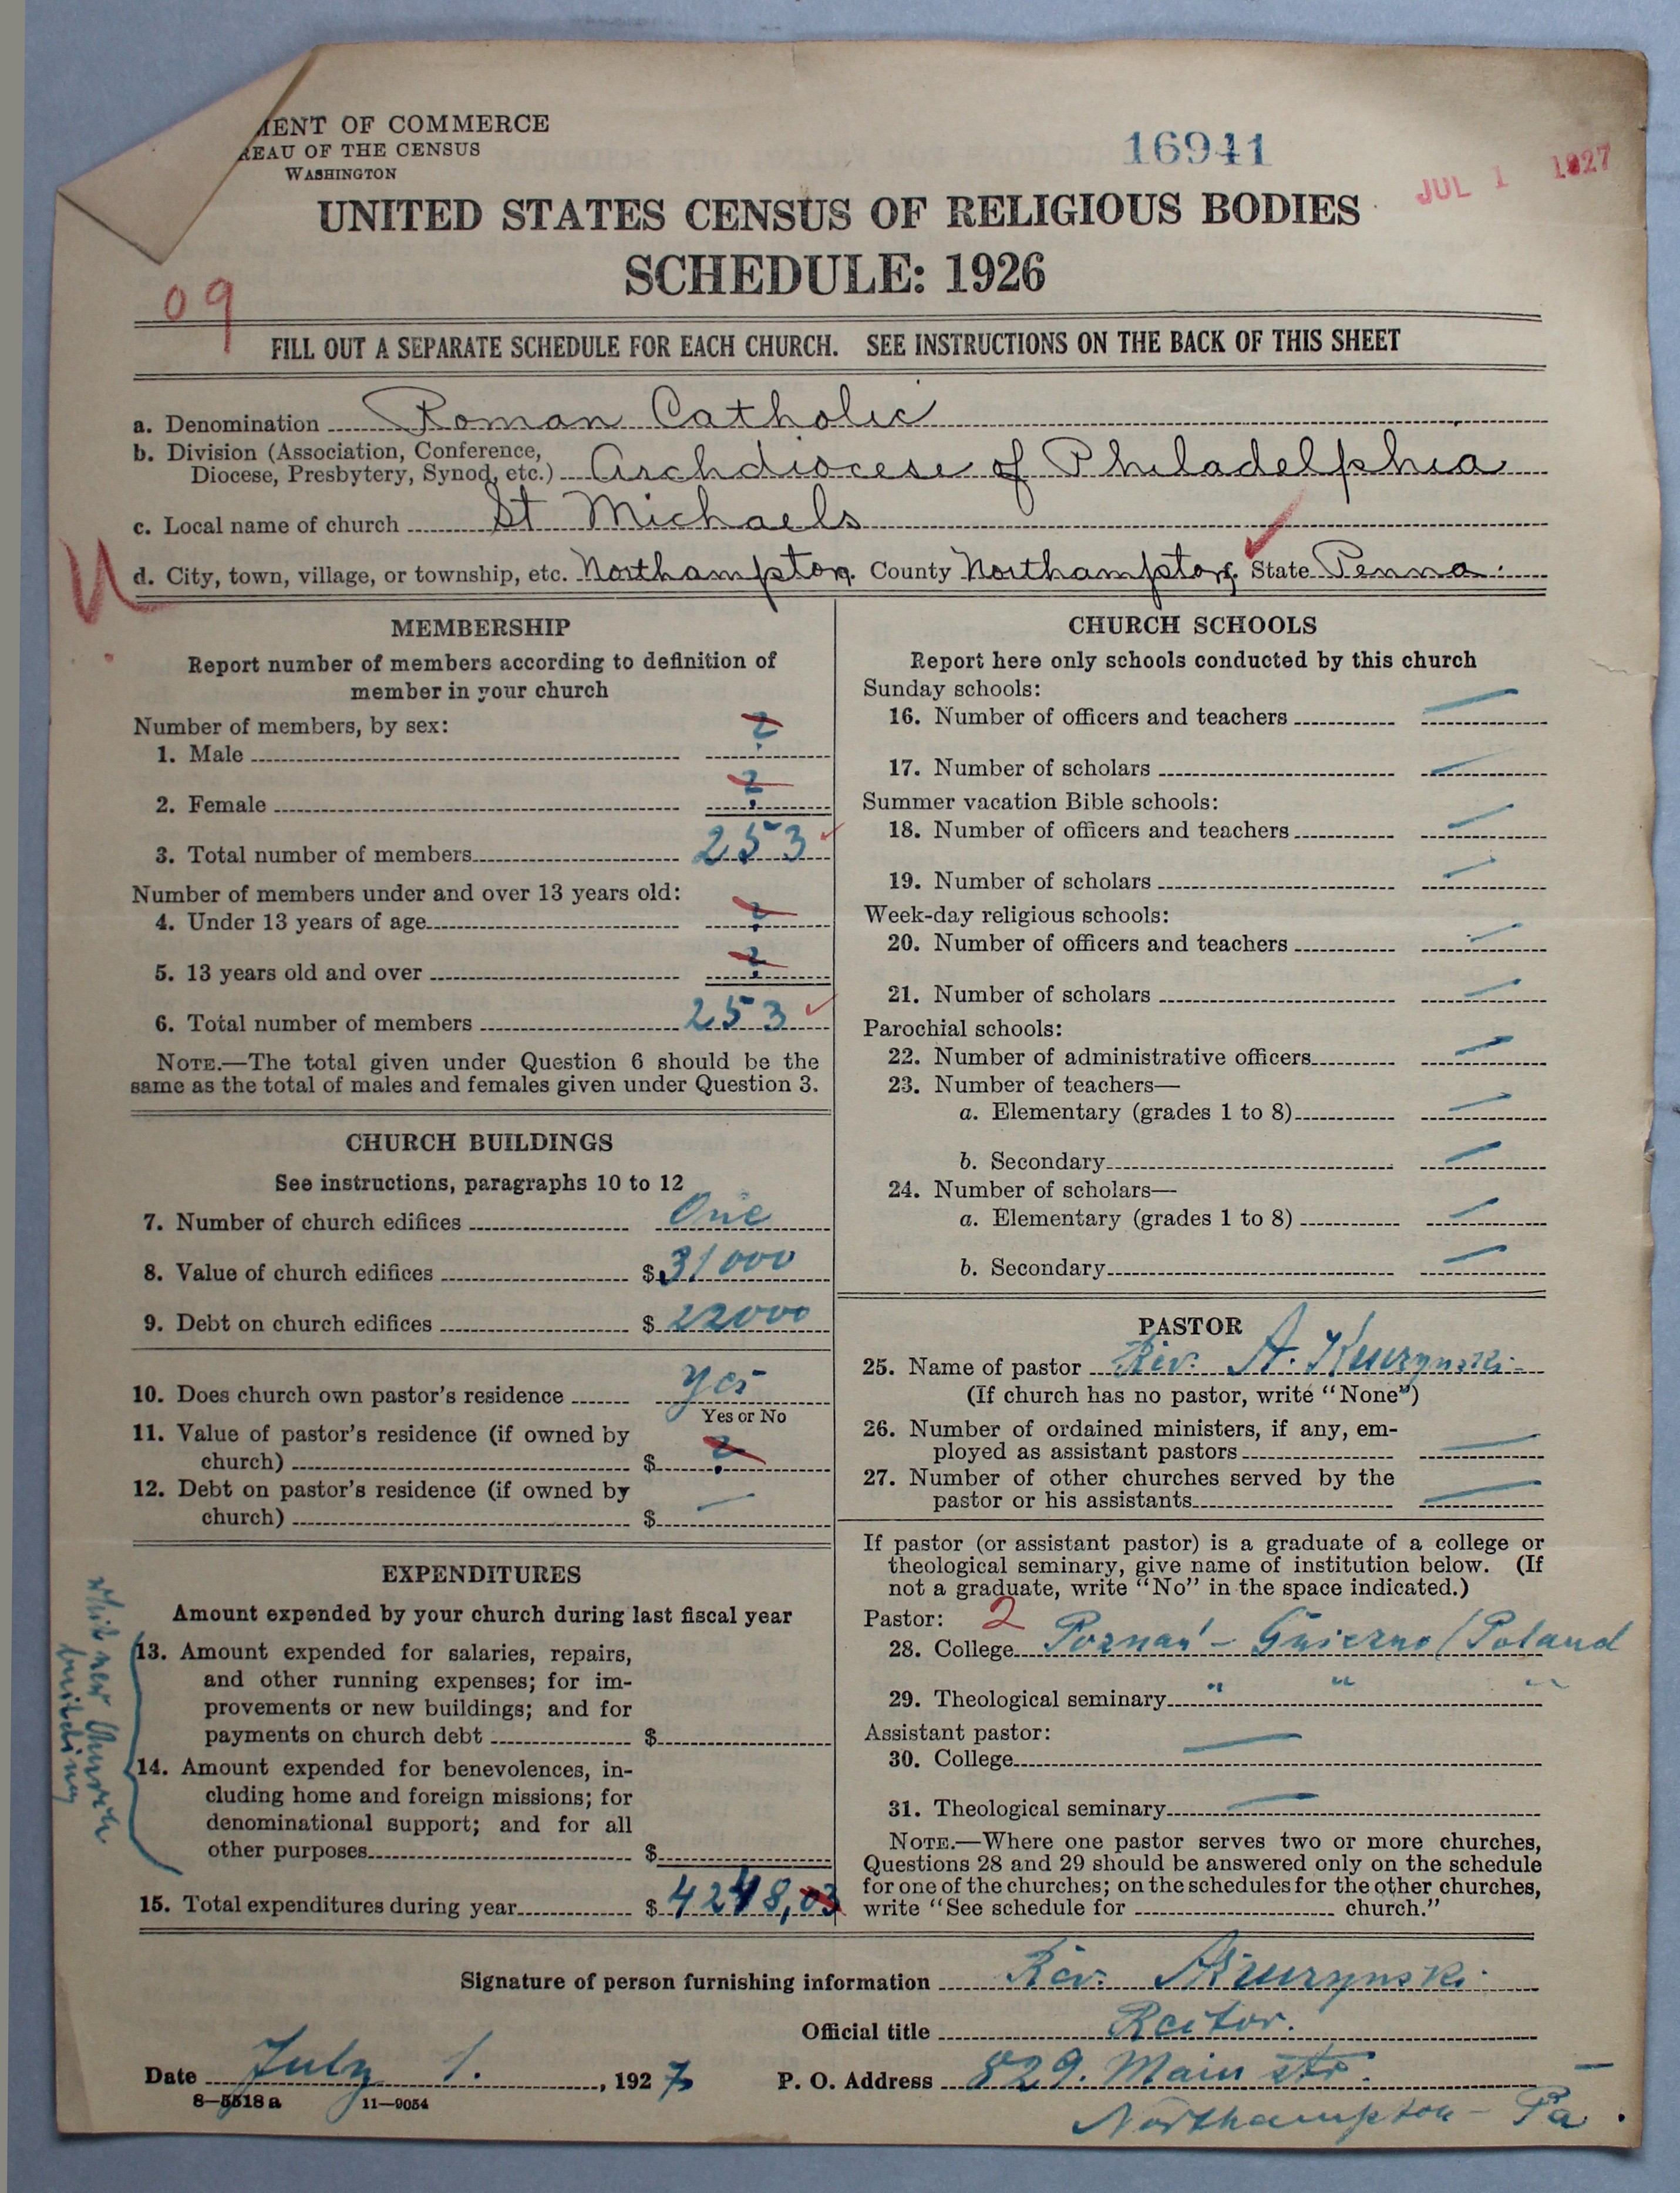 MENT OF COMMERCE
REAU OF THE CENSUS
WASHINGTON
16941
JUL 1 1927
UNITED STATES CENSUS OF RELIGIOUS BODIES
SCHEDULE: 1926
09
FILL OUT A SEPARATE SCHEDULE FOR EACH CHURCH. SEE INSTRUCTIONS ON THE BACK OF THIS SHEET
a. Denomination Roman Catholic
b. Division (Association, Conference,
Diocese, Presbytery, Synod, etc.) Archdiocese of Philadelphia
c. Local name of church St Michaels
d. City, town, village, or township, etc. Northampton. County Northampton, State Penna.
MEMBERSHIP
Report number of members according to definition of
member in your church
Number of members, by sex:
1. Male ?
2. Female ?
3. Total number of members 253
Number of members under and over 13 years old:
4. Under 13 years of age ?
5. 13 years old and over ?
6. Total number of members 253
NOTE.—The total given under Question 6 should be the
same as the total of males and females given under Question 3.
CHURCH BUILDINGS
See instructions, paragraphs 10 to 12
7. Number of church edifices One
8. Value of church edifices $ 31000
9. Debt on church edifices $ 22000
10. Does church own pastor's residence yes
Yes or No
11. Value of pastor's residence (if owned by
church) $ ?
12. Debt on pastor's residence (if owned by
church) $ —
EXPENDITURES
Amount expended by your church during last fiscal year
13. Amount expended for salaries, repairs,
and other running expenses; for im-
provements or new buildings; and for
payments on church debt $
14. Amount expended for benevolences, in-
cluding home and foreign missions; for
denominational support; and for all
other purposes $
new church
building
15. Total expenditures during year $ 4248,03
CHURCH SCHOOLS
Report here only schools conducted by this church
Sunday schools:
16. Number of officers and teachers —
17. Number of scholars —
Summer vacation Bible schools:
18. Number of officers and teachers —
19. Number of scholars —
Week-day religious schools:
20. Number of officers and teachers —
21. Number of scholars —
Parochial schools:
22. Number of administrative officers —
23. Number of teachers—
a. Elementary (grades 1 to 8) —
b. Secondary —
24. Number of scholars—
a. Elementary (grades 1 to 8) —
b. Secondary —
PASTOR
25. Name of pastor Rev. A. Kuczynski
(If church has no pastor, write "None")
26. Number of ordained ministers, if any, em-
ployed as assistant pastors —
27. Number of other churches served by the
pastor or his assistants —
If pastor (or assistant pastor) is a graduate of a college or
theological seminary, give name of institution below. (If
not a graduate, write "No" in the space indicated.)
Pastor: 2
28. College Poznań - Gniezno (Poland
29. Theological seminary " " "
Assistant pastor:
30. College —
31. Theological seminary —
NOTE.—Where one pastor serves two or more churches,
Questions 28 and 29 should be answered only on the schedule
for one of the churches; on the schedules for the other churches,
write "See schedule for church."
Signature of person furnishing information Rev. A Kuczynski
Official title Rector.
Date July 1. , 1927
P. O. Address 829. Main str. —
Northampton - Pa.
8—5518 a 11—9054